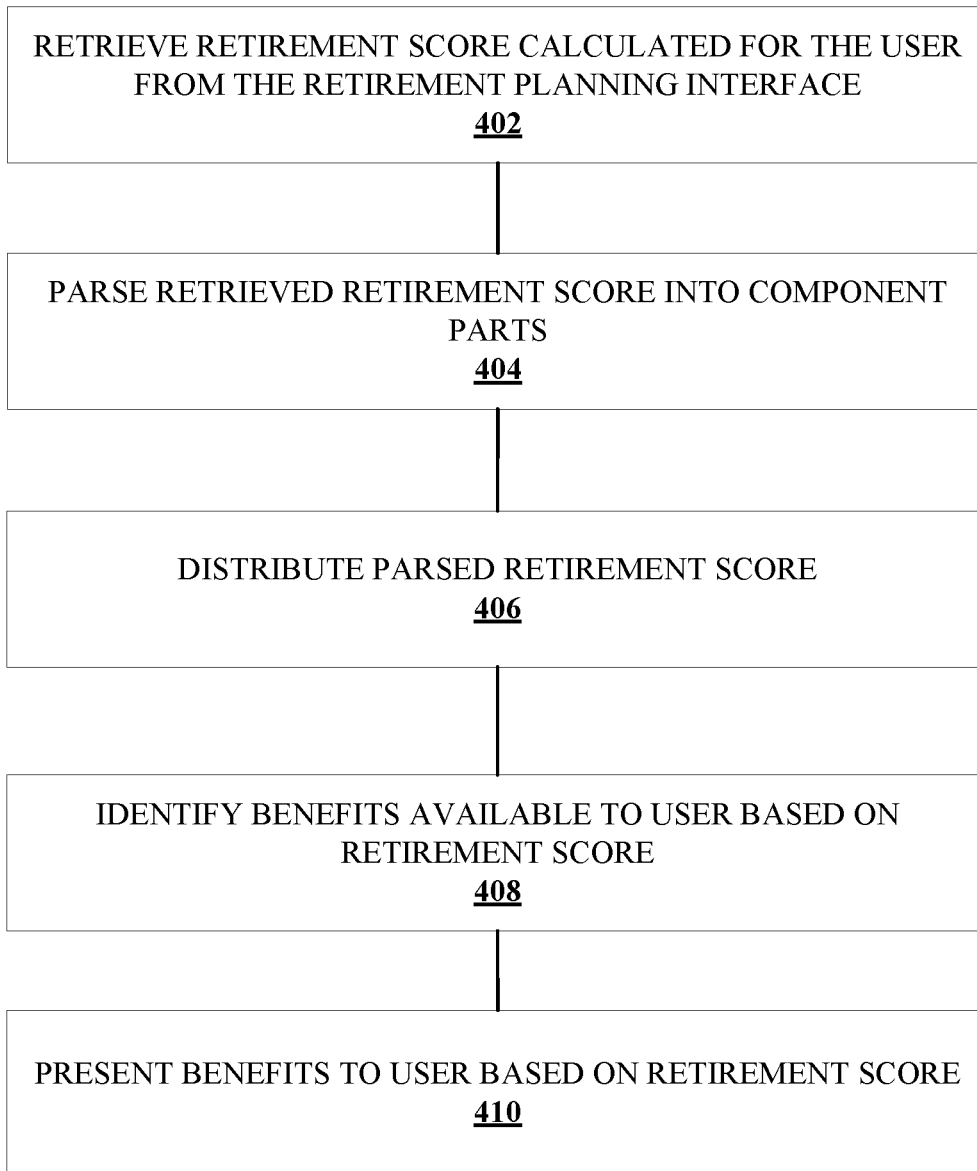 RETRIEVE RETIREMENT SCORE CALCULATED FOR THE USER
FROM THE RETIREMENT PLANNING INTERFACE
402
PARSE RETRIEVED RETIREMENT SCORE INTO COMPONENT
PARTS
404
DISTRIBUTE PARSED RETIREMENT SCORE
406
IDENTIFY BENEFITS AVAILABLE TO USER BASED ON
RETIREMENT SCORE
408
PRESENT BENEFITS TO USER BASED ON RETIREMENT SCORE
410